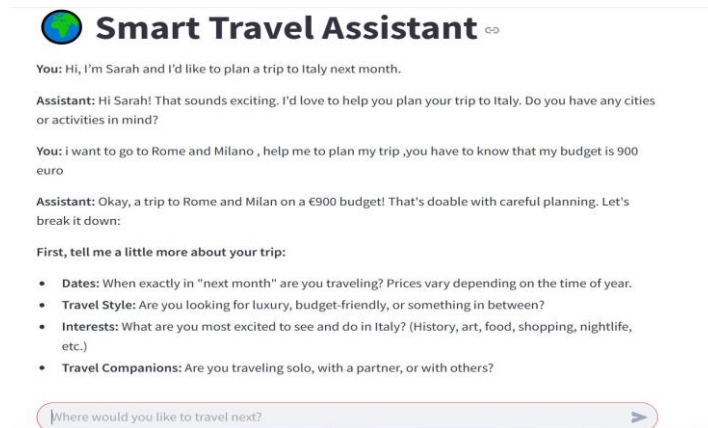 Smart Travel Assistant
You: Hi, I'm Sarah and I'd like to plan a trip to Italy next month.
Assistant: Hi Sarah! That sounds exciting. I'd love to help you plan your trip to Italy. Do you have any cities
or activities in mind?
You: i want to go to Rome and Milano , help me to plan my trip ,you have to know that my budget is 900
euro
Assistant: Okay, a trip to Rome and Milan on a €900 budget! That's doable with careful planning. Let's
break it down:
First, tell me a little more about your trip:
• Dates: When exactly in "next month" are you traveling? Prices vary depending on the time of year.
• Travel Style: Are you looking for luxury, budget-friendly, or something in between?
• Interests: What are you most excited to see and do in Italy? (History, art, food, shopping, nightlife,
etc.)
• Travel Companions: Are you traveling solo, with a partner, or with others?
Where would you like to travel next?